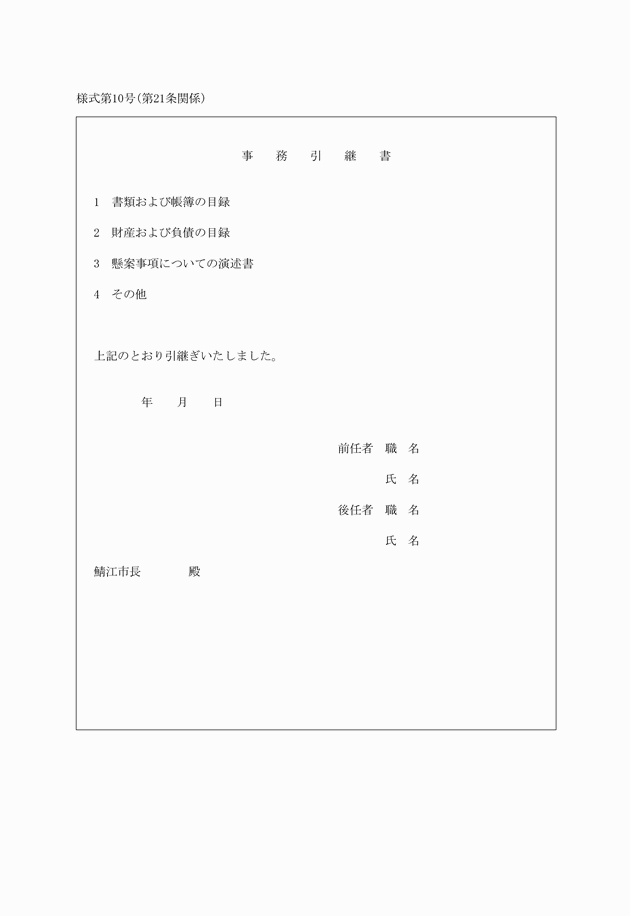 様式第10号(第21条関係)
事　務　引　継　書
1　書類および帳簿の目録
2　財産および負債の目録
3　懸案事項についての演述書
4　その他
上記のとおり引継ぎいたしました。
年　　月　　日
前任者　職　名
氏　名
後任者　職　名
氏　名
鯖江市長　　　　殿